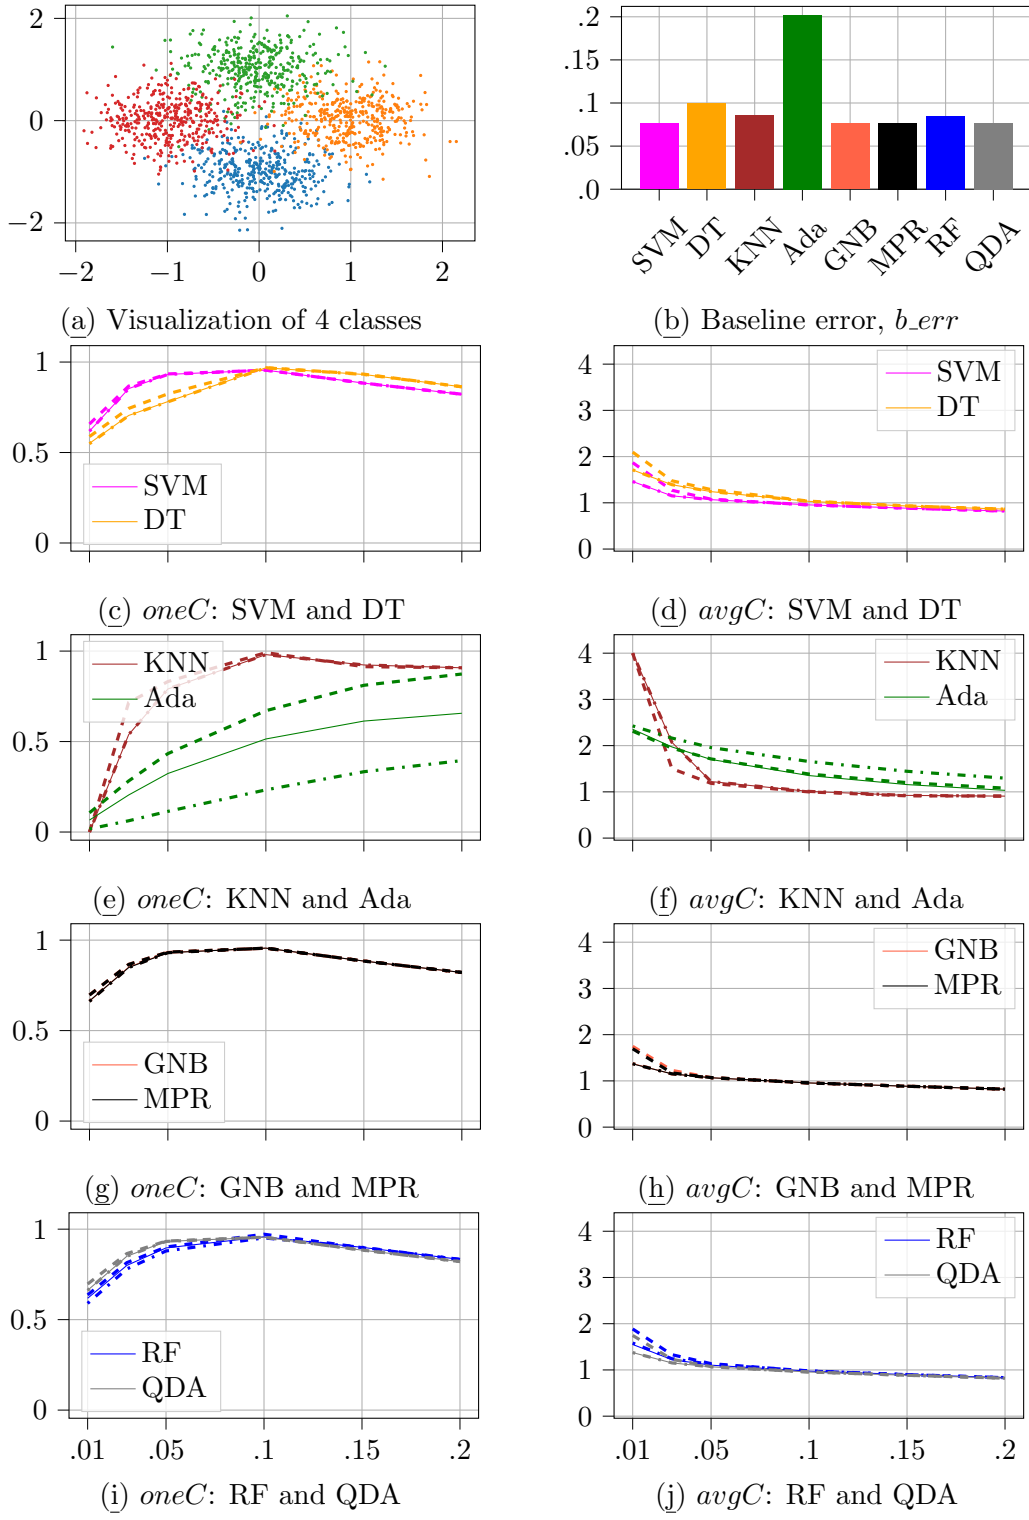 2
0
−2
−2 −1 0 1 2
(a) Visualization of 4 classes
.2
.15
.1
.05
0
SVM DT KNN Ada GNB MPR RF QDA
(b) Baseline error, b_err
1
0.5
0
SVM
DT
(c) oneC: SVM and DT
4
3
2
1
0
SVM
DT
(d) avgC: SVM and DT
1
0.5
0
KNN
Ada
(e) oneC: KNN and Ada
4
3
2
1
0
KNN
Ada
(f) avgC: KNN and Ada
1
0.5
0
GNB
MPR
(g) oneC: GNB and MPR
4
3
2
1
0
GNB
MPR
(h) avgC: GNB and MPR
1
0.5
0
RF
QDA
.01 .05 .1 .15 .2
(i) oneC: RF and QDA
4
3
2
1
0
RF
QDA
.01 .05 .1 .15 .2
(j) avgC: RF and QDA